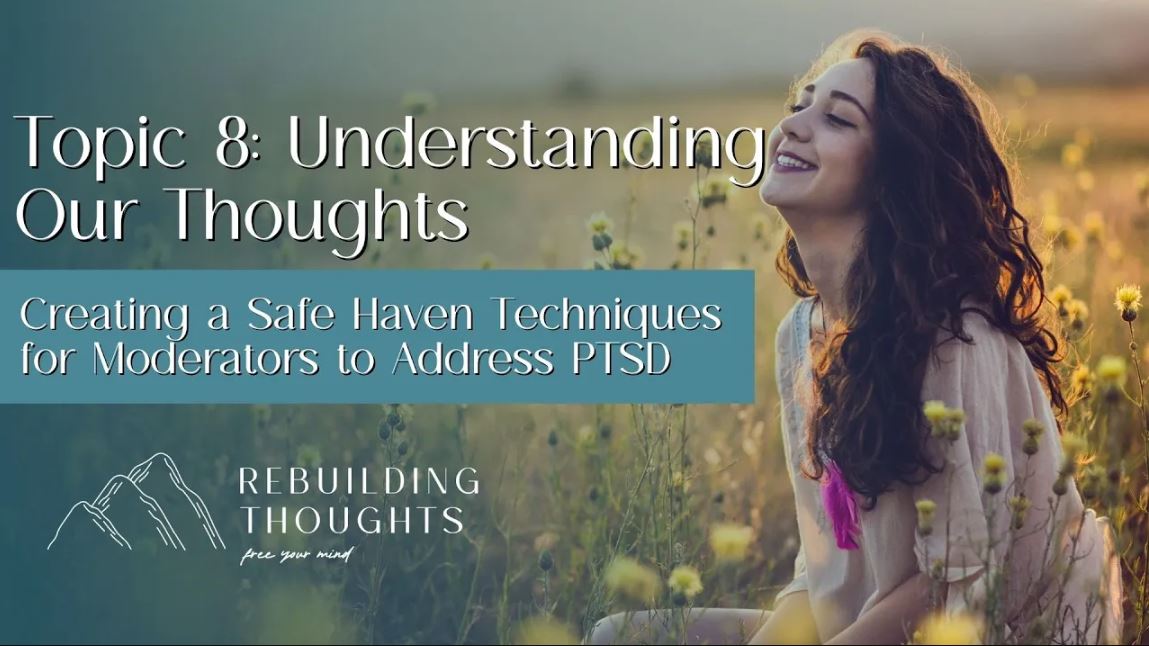 Topic 8: Understanding
Our Thoughts
Creating a Safe Haven Techniques
for Moderators to Address PTSD
REBUILDING
THOUGHTS
free your mind